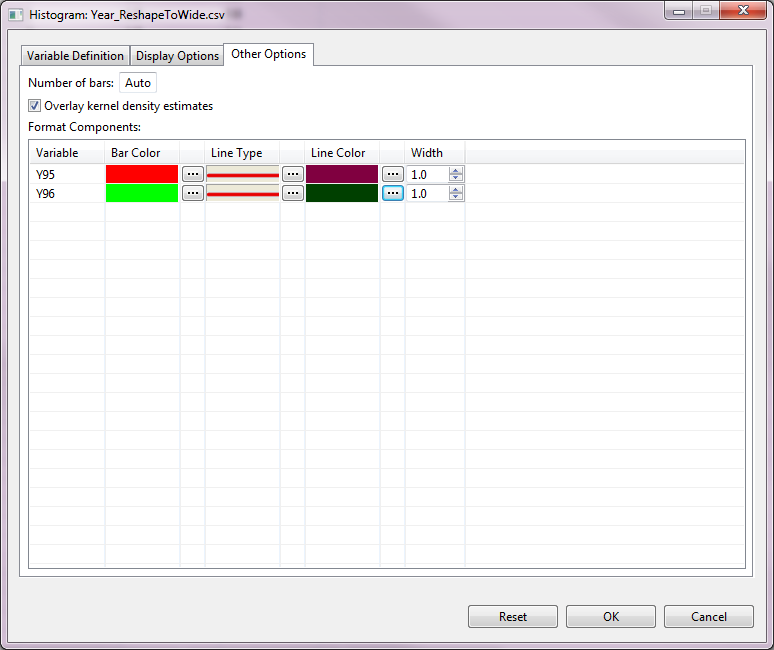 Histogram: Year_ReshapeToWide.csv
Variable Definition Display Options Other Options
Number of bars: Auto
Overlay kernel density estimates
Format Components:
Variable Bar Color Line Type Line Color Width
Y95 ... ... ... 1.0
Y96 ... ... ... 1.0
Reset OK Cancel